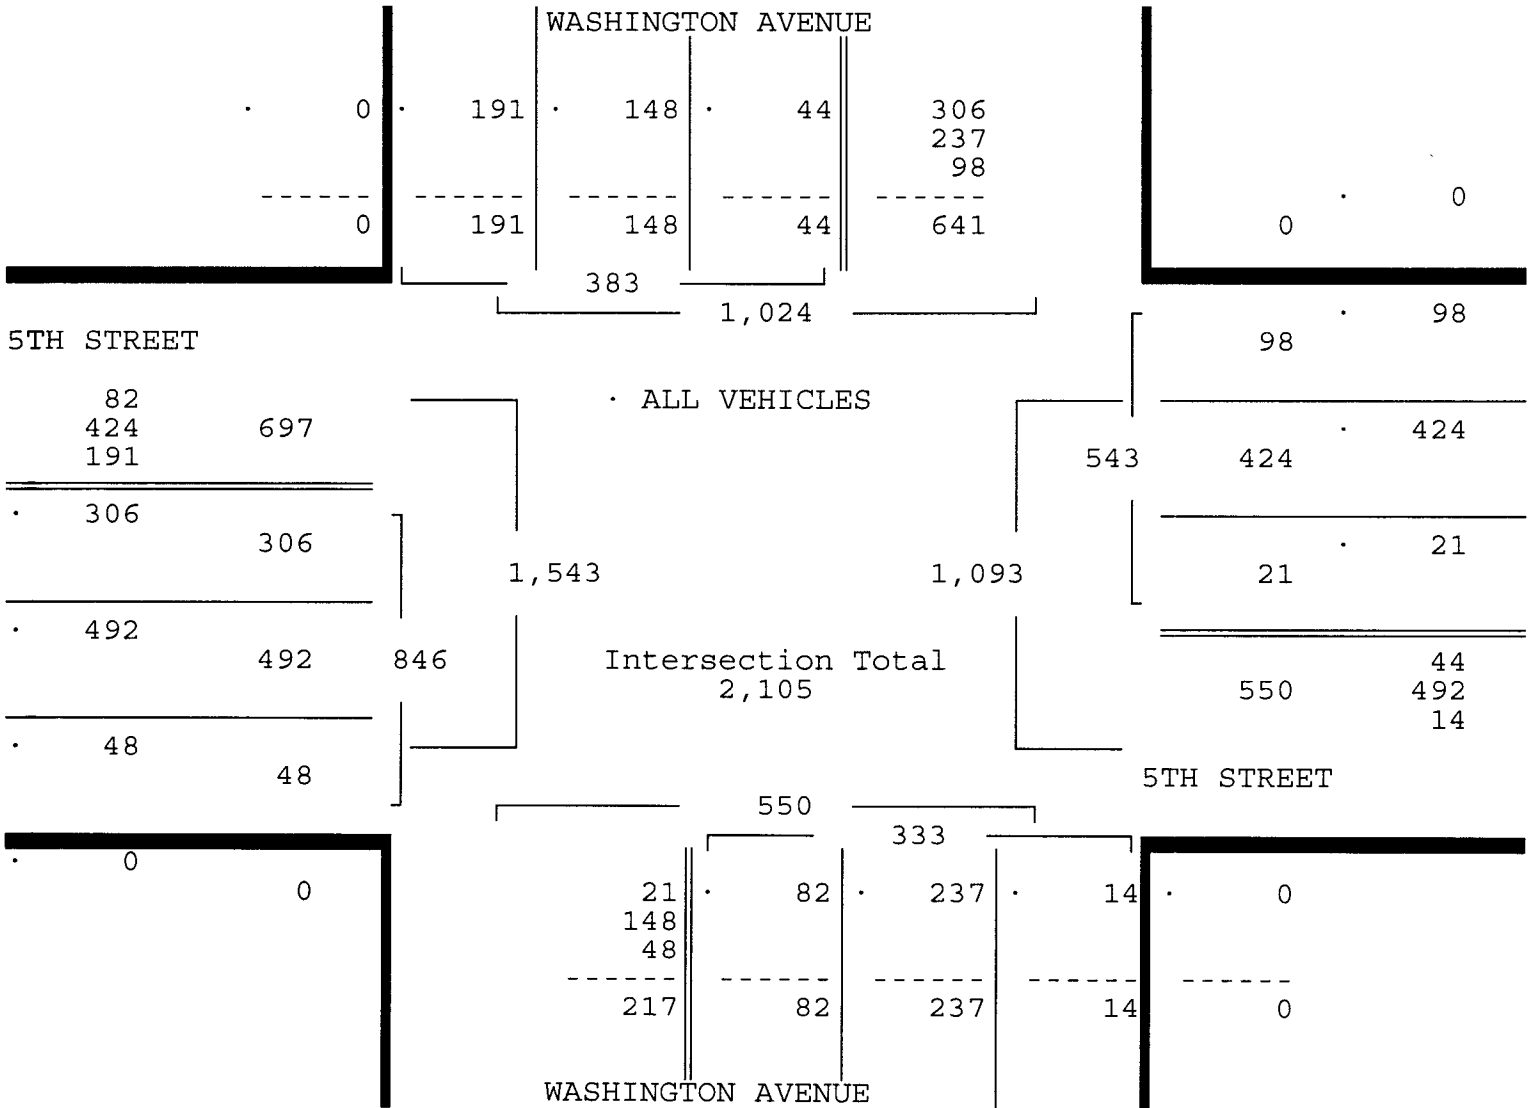 WASHINGTON AVENUE
· 0 · 191 · 148 · 44 306
237
98
------ ------ ------ ------ ------
· 0
0 191 148 44 641 0
383
1,024 · 98
5TH STREET 98
82 · ALL VEHICLES
424 697 · 424
191 543 424
· 306
306 · 21
1,543 1,093 21
· 492
492 846 Intersection Total 44
2,105 550 492
14
· 48
48 5TH STREET
550
333
· 0
0 21 · 82 · 237 · 14 · 0
148
48
------ ------ ------ ------ ------
217 82 237 14 0
WASHINGTON AVENUE